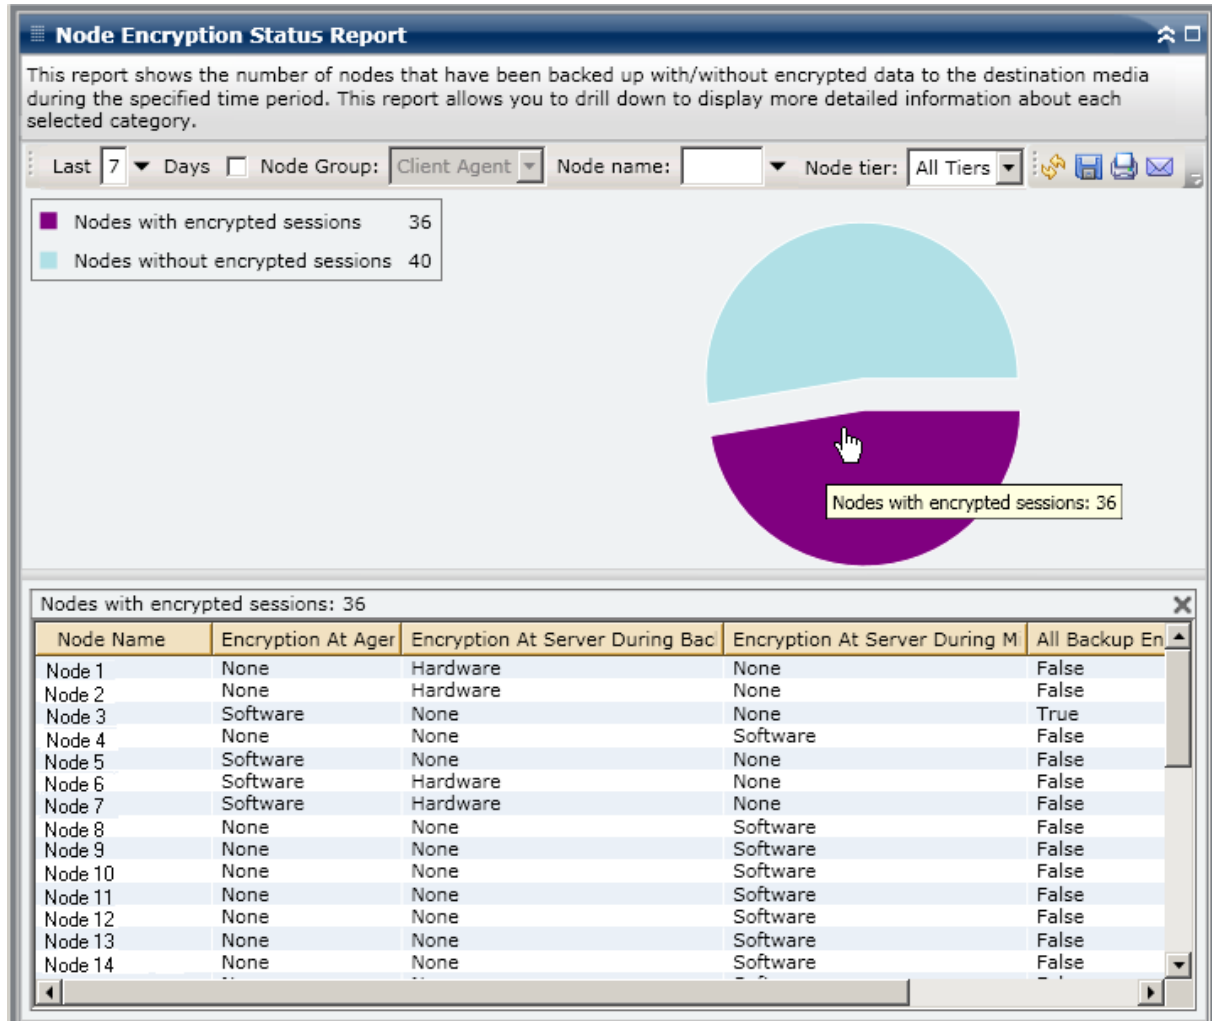 Node Encryption Status Report
This report shows the number of nodes that have been backed up with/without encrypted data to the destination media
during the specified time period. This report allows you to drill down to display more detailed information about each
selected category.
Last 7 Days Node Group: Client Agent Node name: Node tier: All Tiers
Nodes with encrypted sessions 36
Nodes without encrypted sessions 40
Nodes with encrypted sessions: 36
Nodes with encrypted sessions: 36
Node Name Encryption At Ager Encryption At Server During Bac Encryption At Server During M All Backup En
Node 1 None Hardware None False
Node 2 None Hardware None False
Node 3 Software None None True
Node 4 None None Software False
Node 5 Software None None False
Node 6 Software Hardware None False
Node 7 Software Hardware None False
Node 8 None None Software False
Node 9 None None Software False
Node 10 None None Software False
Node 11 None None Software False
Node 12 None None Software False
Node 13 None None Software False
Node 14 None None Software False